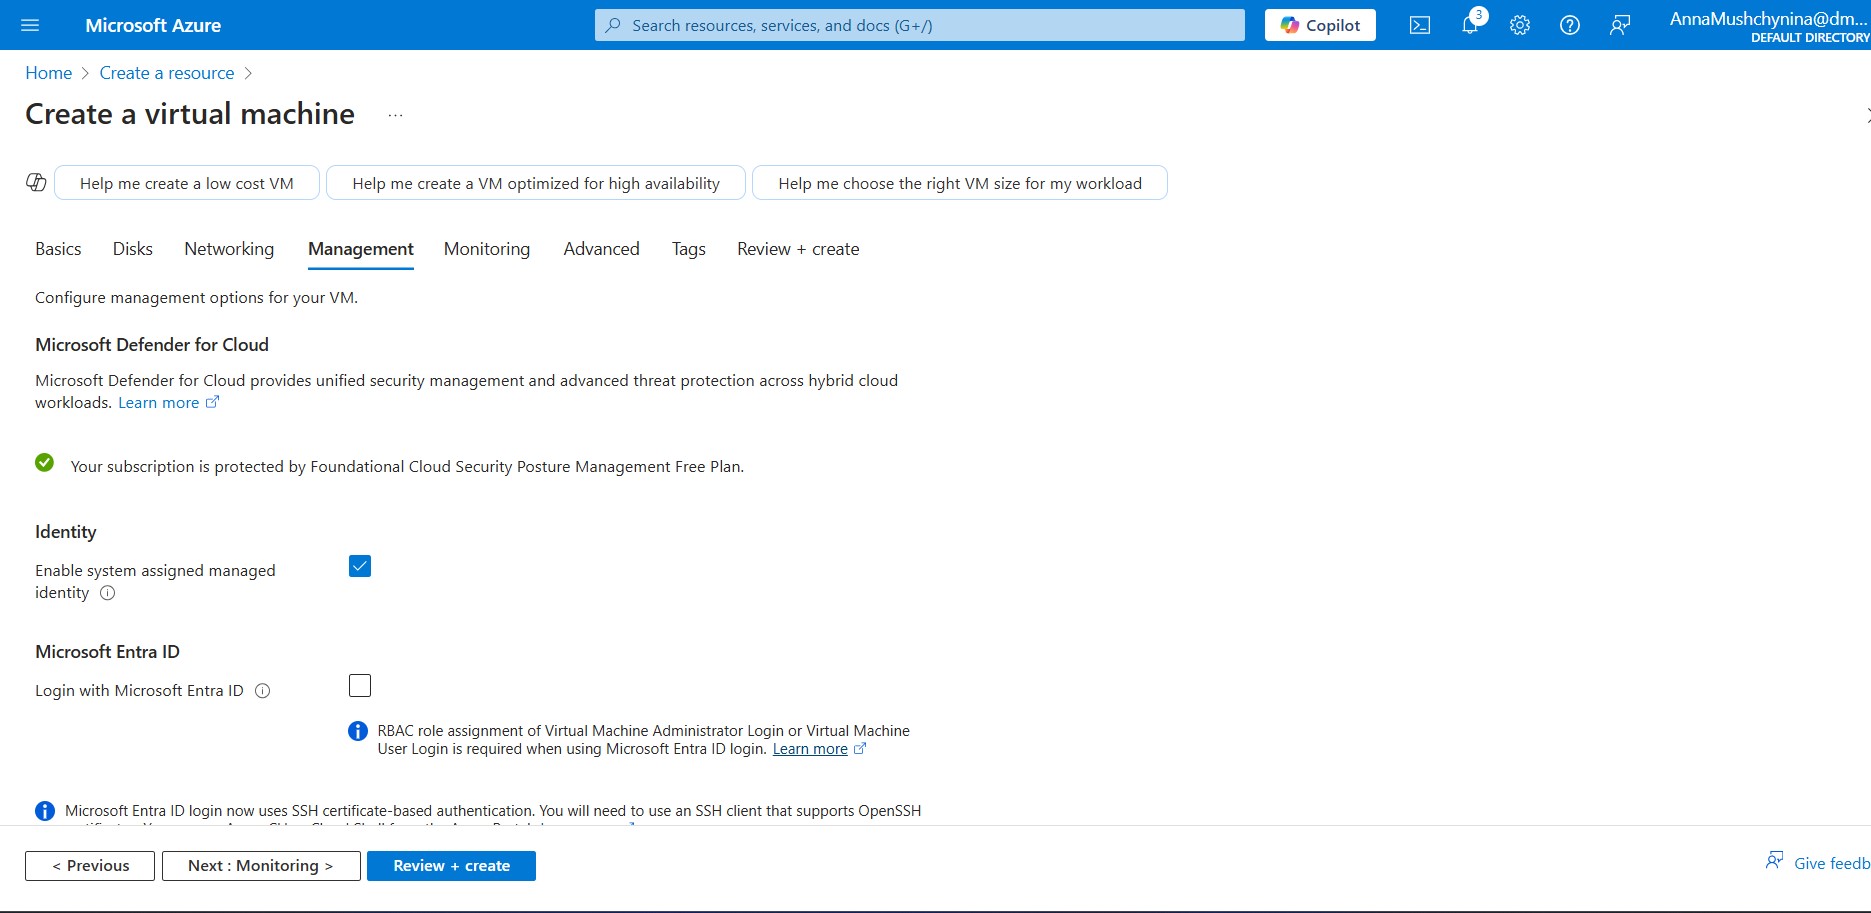 Microsoft Azure
Search resources, services, and docs (G+/)
Copilot
3
AnnaMushchynina@dm...
DEFAULT DIRECTORY
Home > Create a resource >
Create a virtual machine ...
Help me create a low cost VM
Help me create a VM optimized for high availability
Help me choose the right VM size for my workload
Basics Disks Networking Management Monitoring Advanced Tags Review + create
Configure management options for your VM.
Microsoft Defender for Cloud
Microsoft Defender for Cloud provides unified security management and advanced threat protection across hybrid cloud
workloads. Learn more
Your subscription is protected by Foundational Cloud Security Posture Management Free Plan.
Identity
Enable system assigned managed
identity
Microsoft Entra ID
Login with Microsoft Entra ID
RBAC role assignment of Virtual Machine Administrator Login or Virtual Machine
User Login is required when using Microsoft Entra ID login. Learn more
Microsoft Entra ID login now uses SSH certificate-based authentication. You will need to use an SSH client that supports OpenSSH
< Previous
Next : Monitoring >
Review + create
Give feedb